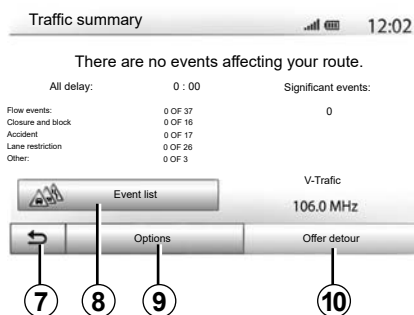 Traffic summary 12:02
There are no events affecting your route.
All delay: 0 : 00 Significant events:
Flow events: 0 OF 37 0
Closure and block 0 OF 16
Accident 0 OF 17
Lane restriction 0 OF 26
Other: 0 OF 3
V-Trafic
Event list
106.0 MHz
Options Offer detour
7 8 9 10